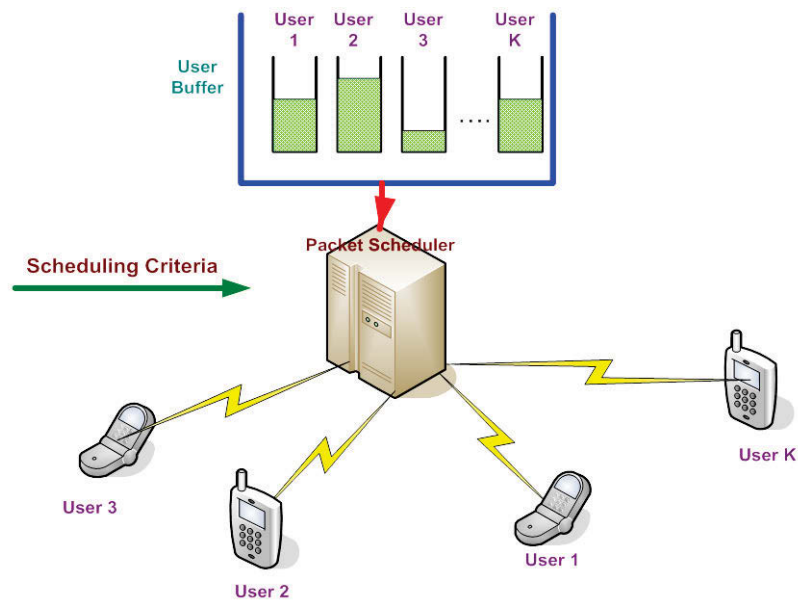 User User User User
1 2 3 K
User
Buffer
....
Packet Scheduler
Scheduling Criteria
User K
User 3
User 1
User 2